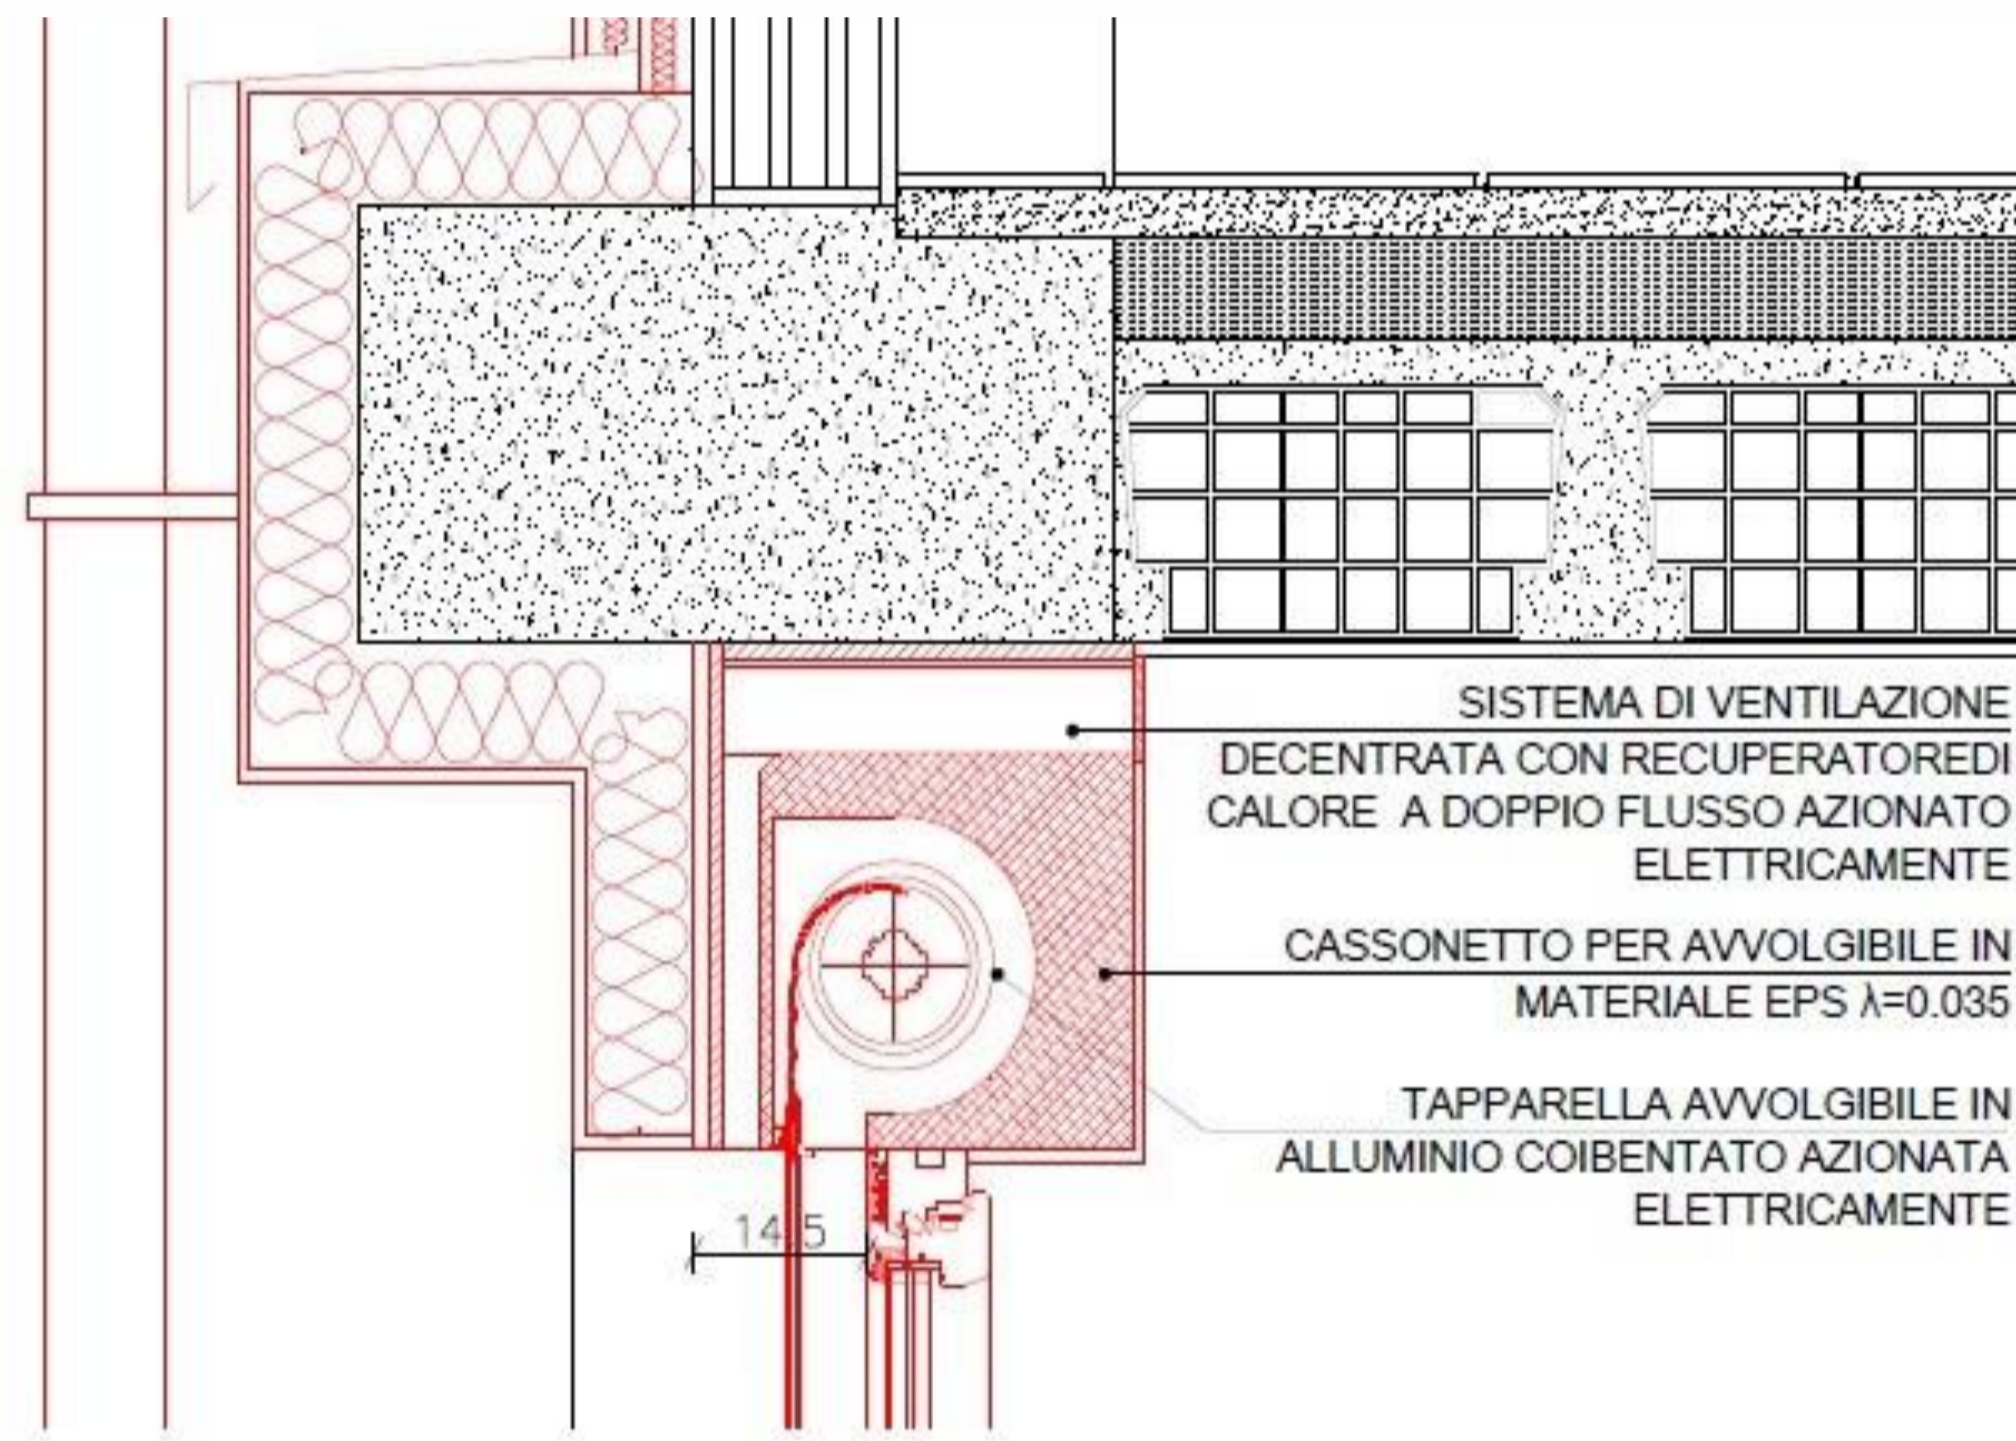 SISTEMA DI VENTILAZIONE
DECENTRATA CON RECUPERATOREDI
CALORE A DOPPIO FLUSSO AZIONATO
ELETTRICAMENTE
CASSONETTO PER AVVOLGIBILE IN
MATERIALE EPS λ=0.035
TAPPARELLA AVVOLGIBILE IN
ALLUMINIO COIBENTATO AZIONATA
ELETTRICAMENTE
14.5